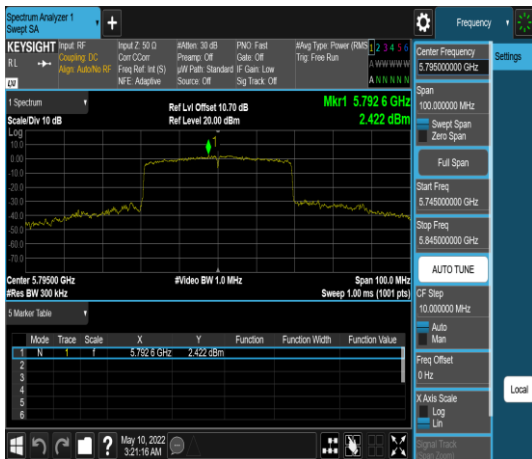 Spectrum Analyzer 1
Swept SA
+
Frequency
Settings
KEYSIGHT
RL
Input: RF
Coupling: DC
Align: Auto/No RF
Input Z: 50 Ω
Corr CCorr
Freq Ref: Int (S)
NFE: Adaptive
#Atten: 30 dB
Preamp: Off
µW Path: Standard
Source: Off
PNO: Fast
Gate: Off
IF Gain: Low
Sig Track: Off
#Avg Type: Power (RMS
Trig: Free Run
1 2 3 4 5 6
A W W W W W
A N N N N N
1 Spectrum
Scale/Div 10 dB
Ref Lvl Offset 10.70 dB
Ref Level 20.00 dBm
Mkr1 5.792 6 GHz
2.422 dBm
Log
10.0
0.00
-10.0
-20.0
-30.0
-40.0
-50.0
-60.0
-70.0
1
Center 5.79500 GHz
#Res BW 300 kHz
#Video BW 1.0 MHz
Span 100.0 MHz
Sweep 1.00 ms (1001 pts)
5 Marker Table
Mode Trace Scale X Y Function Function Width Function Value
1 N 1 f 5.792 6 GHz 2.422 dBm
2
3
4
5
6
Center Frequency
5.795000000 GHz
Span
100.000000 MHz
Swept Span
Zero Span
Full Span
Start Freq
5.745000000 GHz
Stop Freq
5.845000000 GHz
AUTO TUNE
CF Step
10.000000 MHz
Auto
Man
Freq Offset
0 Hz
X Axis Scale
Log
Lin
Signal Track
(Span Zoom)
Local
?
May 10, 2022
3:21:16 AM